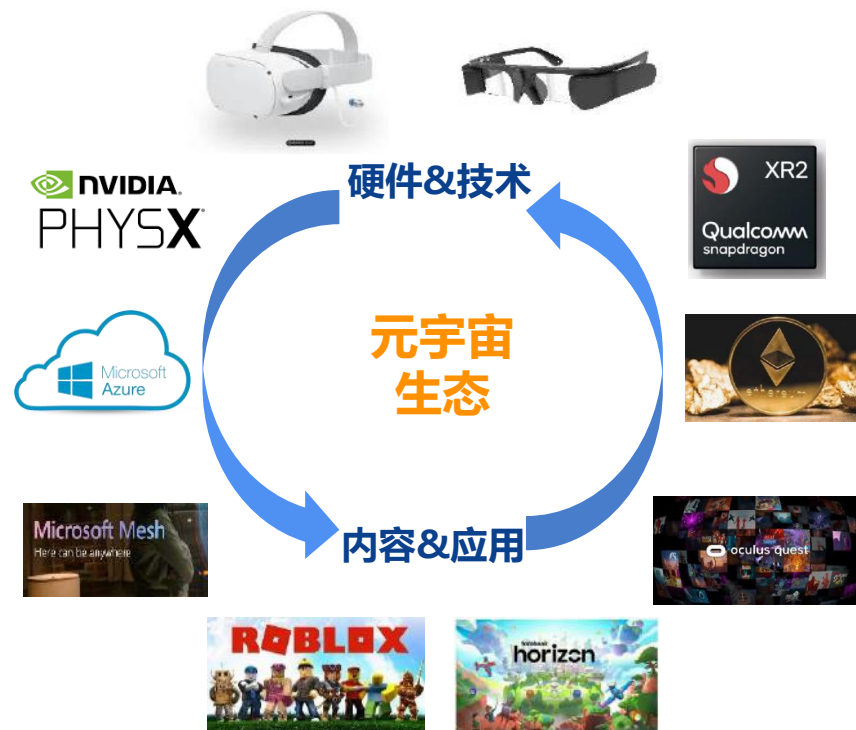 硬件&技术
NVIDIA.
PHYSX
XR2
Qualcomm
snapdragon
元宇宙
生态
Microsoft
Azure
Microsoft Mesh
Here can be anywhere
内容&应用
oculus quest
ROBLOX
facebook
horizon